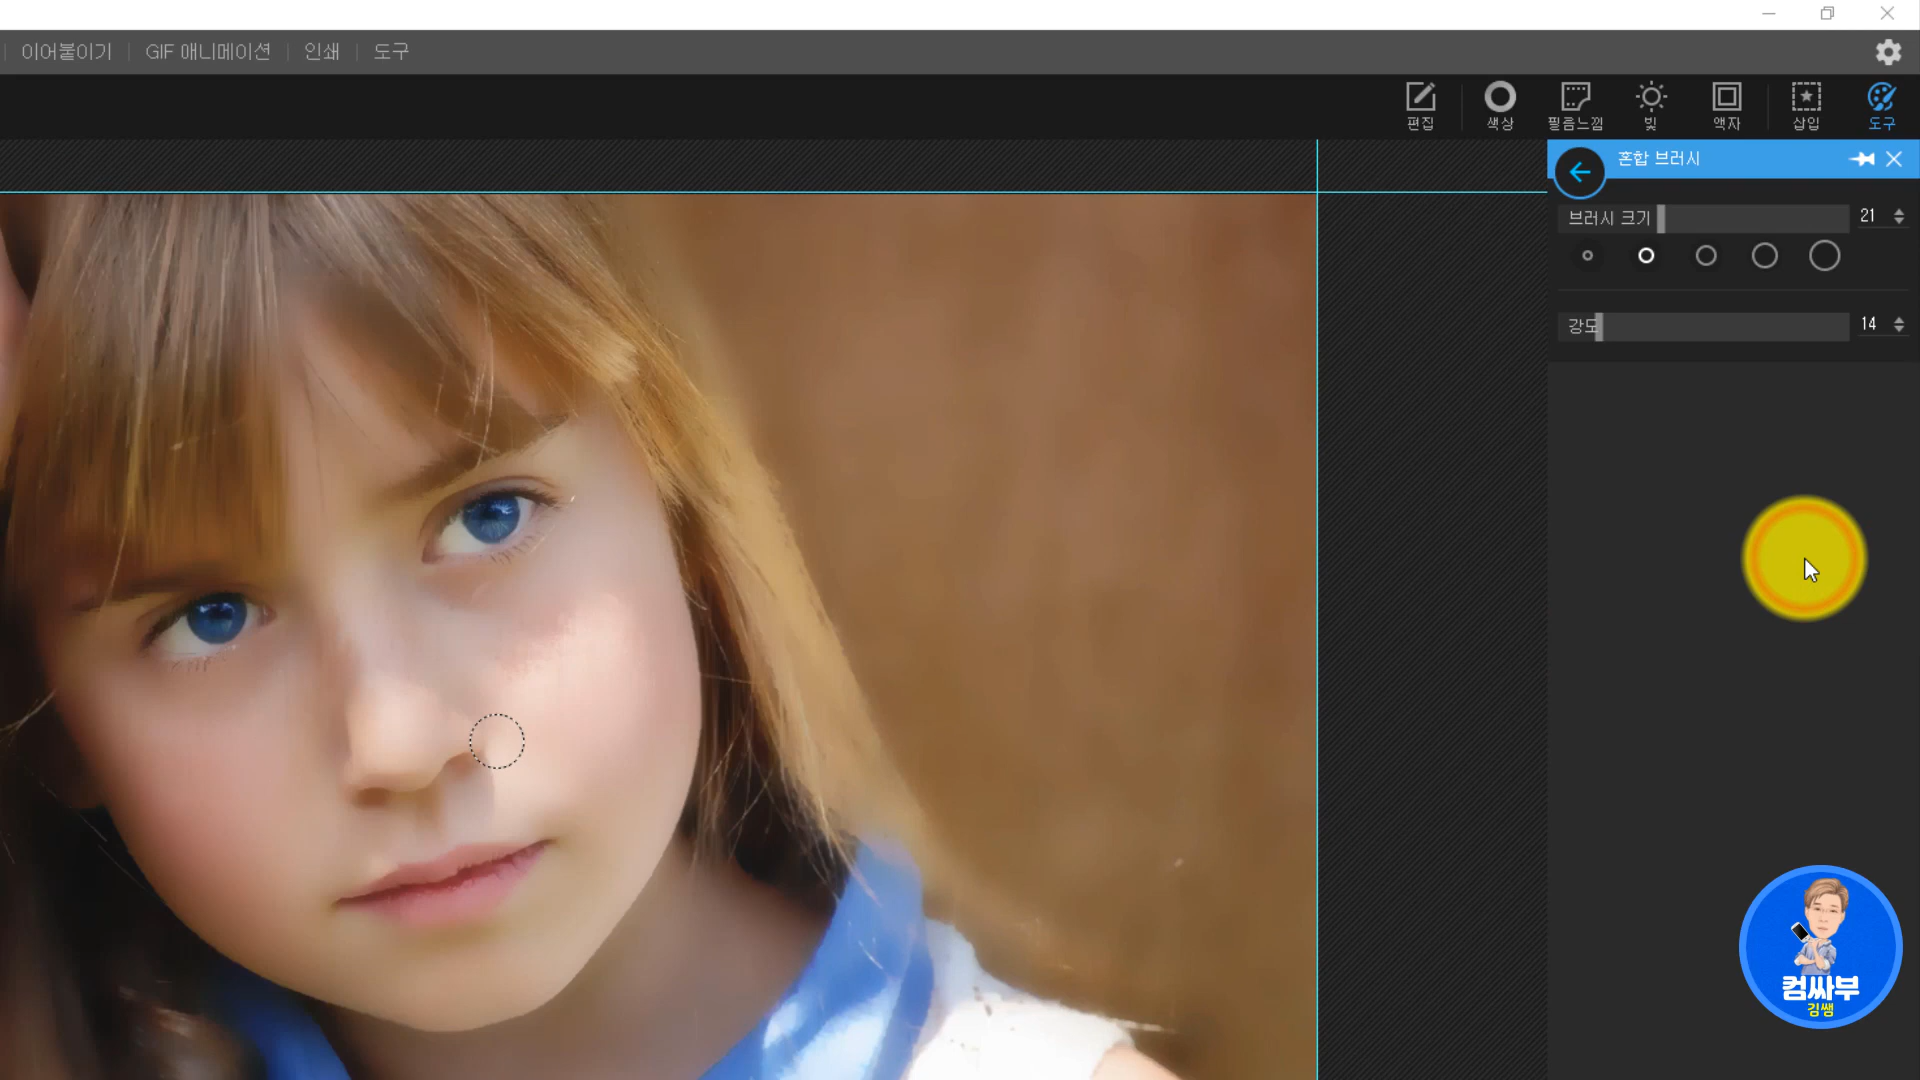 이어붙이기 GIF 애니메이션 인쇄 도구
편집 색상 필름느낌 빛 액자 삽입 도구
혼합 브러시
브러시 크기 21
강도 14
컴싸부
김쌤